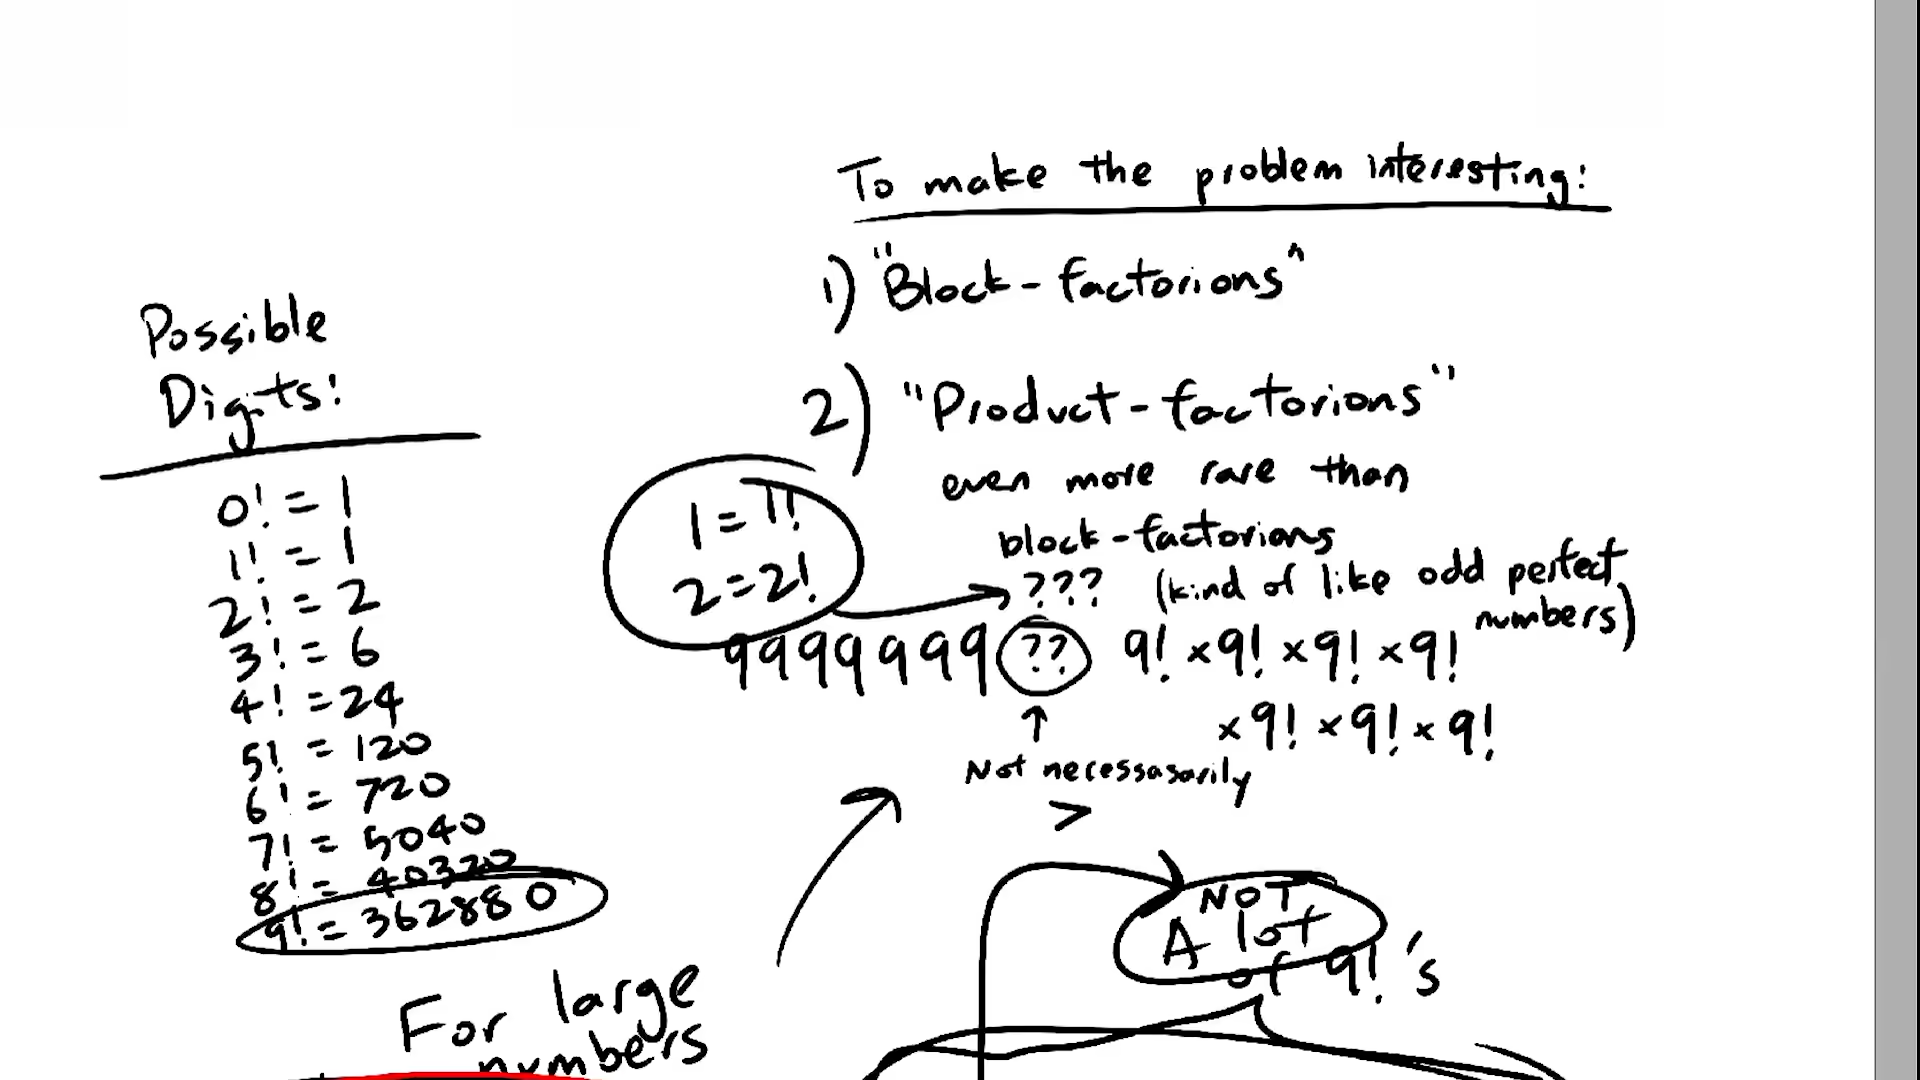 To make the problem interesting:
1) "Block-factorions"
2) "Product-factorions"
even more rare than
block-factorions
??? (kind of like odd perfect
numbers)
1 = 1!
2 = 2!
9999999 ?? 9! × 9! × 9! × 9!
× 9! × 9! × 9!
↑
Not necessasarily
>
Possible
Digits:
0! = 1
1! = 1
2! = 2
3! = 6
4! = 24
5! = 120
6! = 720
7! = 5040
8! = 40320
9! = 362880
For large
numbers
NOT
A lot
of 9!'s